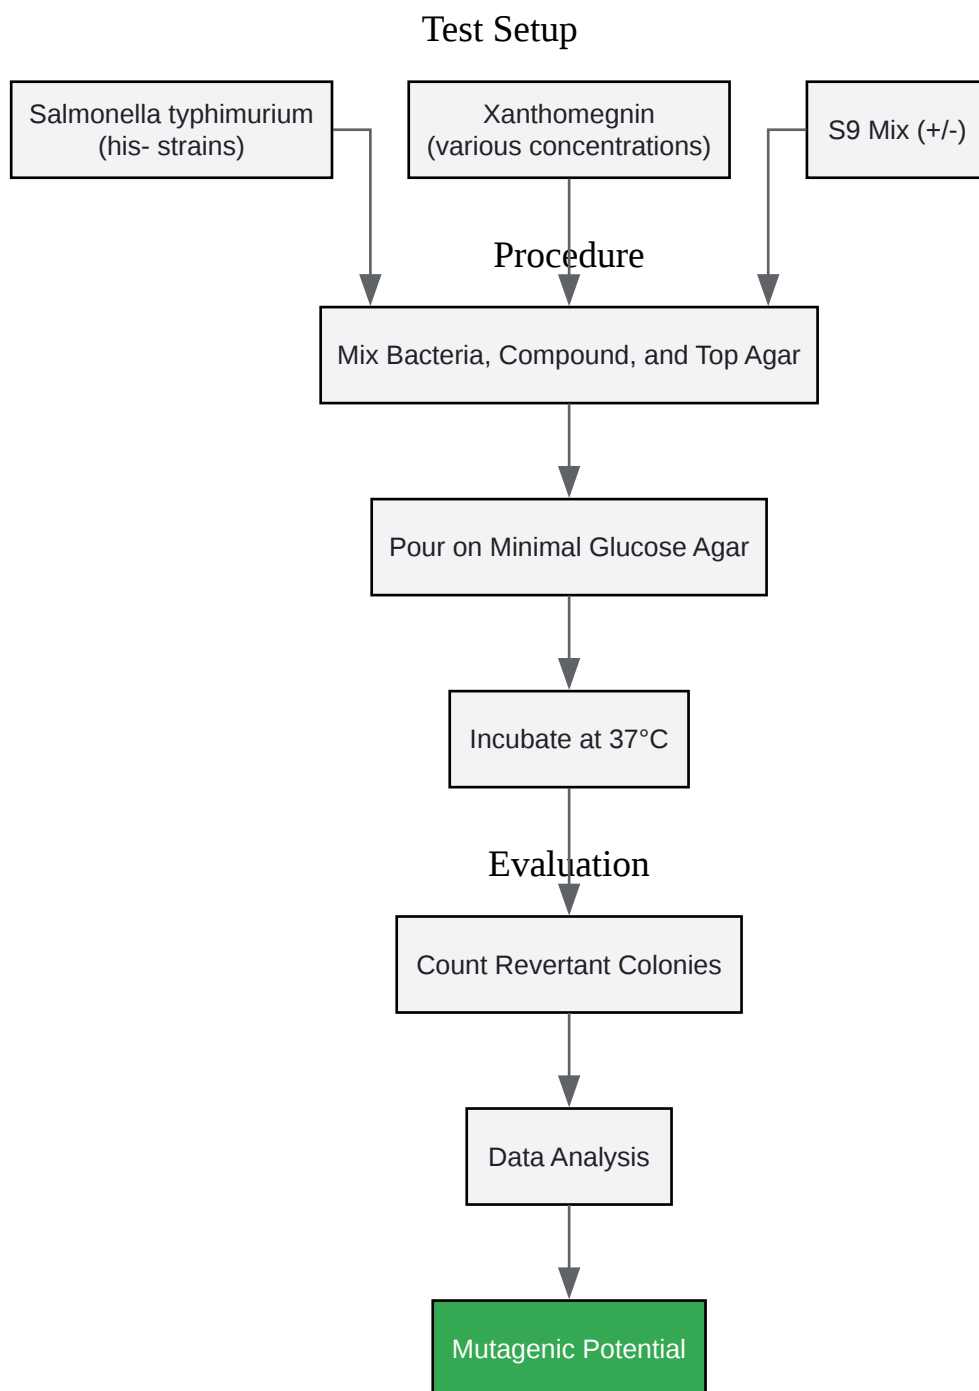 Test Setup
Salmonella typhimurium
(his- strains)
Xanthomegnin
(various concentrations)
S9 Mix (+/-)
Procedure
Mix Bacteria, Compound, and Top Agar
Pour on Minimal Glucose Agar
Incubate at 37°C
Evaluation
Count Revertant Colonies
Data Analysis
Mutagenic Potential